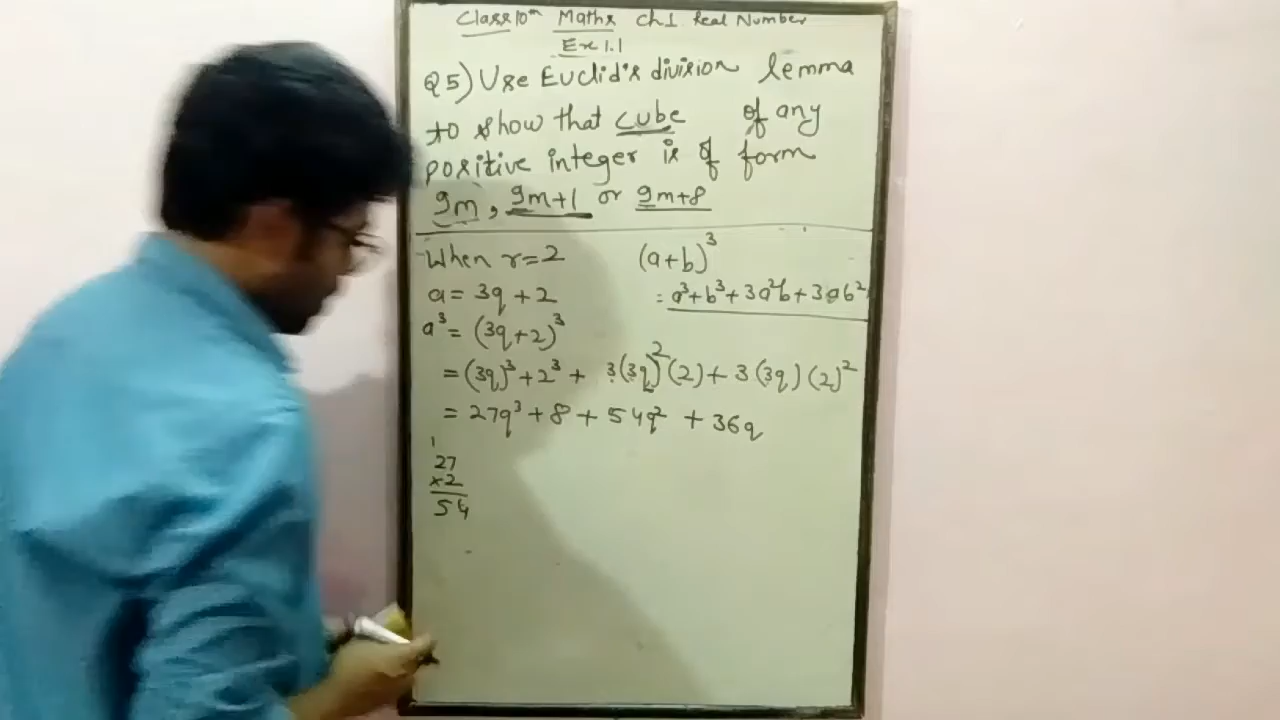 Class 10th Maths Ch 1 Real Number
Ex 1.1
Q5) Use Euclid's division lemma
to show that cube of any
positive integer is of form
9m, 9m+1 or 9m+8
When r=2
(a+b)³
a = 3q + 2
= a³+b³+3a²b+3ab²
a³ = (3q+2)³
= (3q)³+2³ + 3(3q)²(2)+ 3(3q)(2)²
= 27q³+8+54q² + 36q
1
27
×2
54